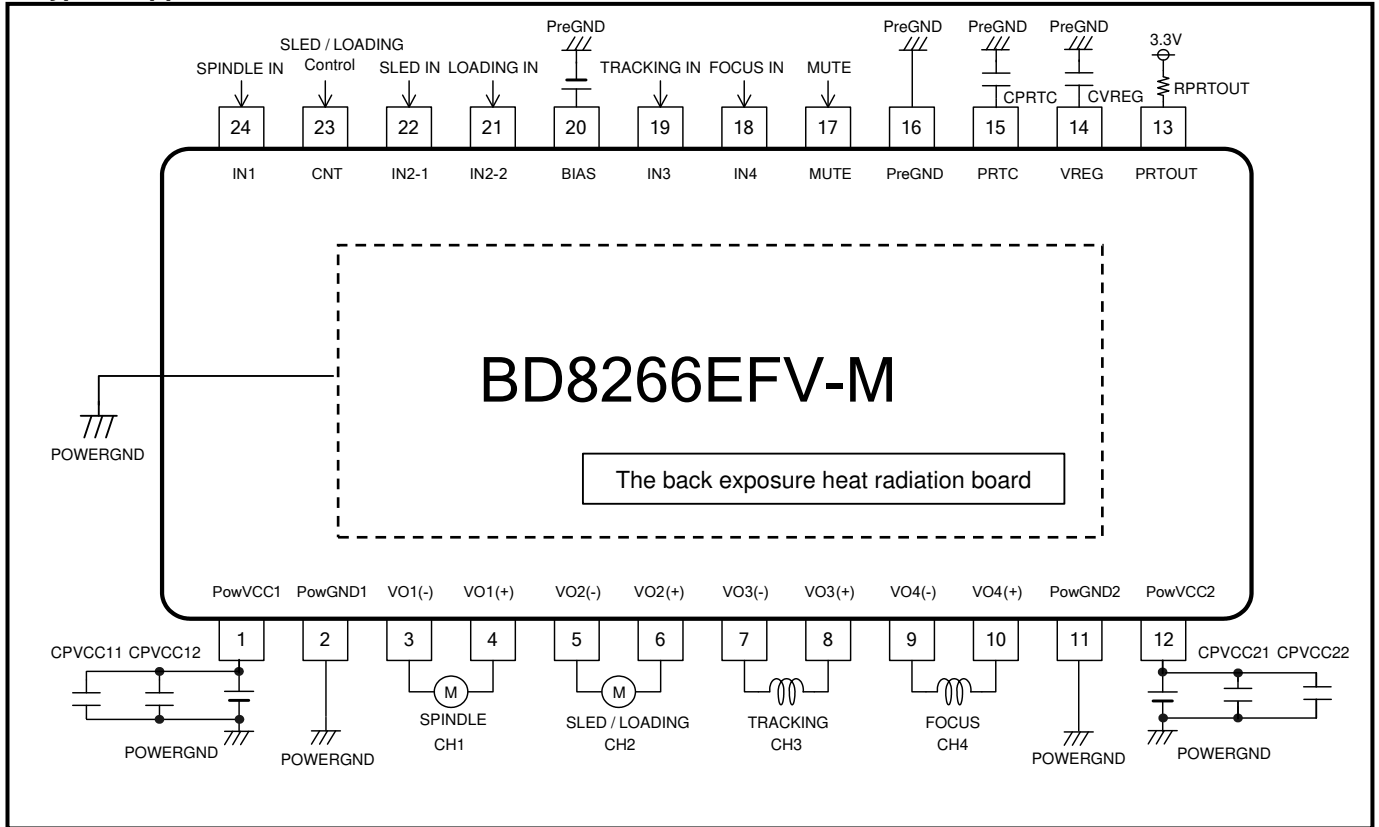 PreGND PreGND PreGND PreGND
SLED / LOADING 3.3V
SPINDLE IN Control SLED IN LOADING IN TRACKING IN FOCUS IN MUTE
CPRTC CVREG RPRTOUT
24 23 22 21 20 19 18 17 16 15 14 13
IN1 CNT IN2-1 IN2-2 BIAS IN3 IN4 MUTE PreGND PRTC VREG PRTOUT
BD8266EFV-M
POWERGND
The back exposure heat radiation board
PowVCC1 PowGND1 VO1(-) VO1(+) VO2(-) VO2(+) VO3(-) VO3(+) VO4(-) VO4(+) PowGND2 PowVCC2
1 2 3 4 5 6 7 8 9 10 11 12
CPVCC11 CPVCC12 CPVCC21 CPVCC22
M M
SPINDLE SLED / LOADING TRACKING FOCUS
CH1 CH2 CH3 CH4
POWERGND POWERGND POWERGND POWERGND